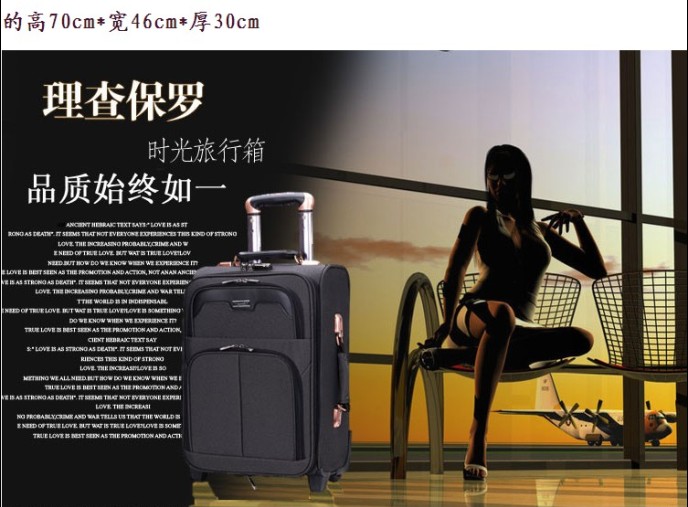 的高70cm*宽46cm*厚30cm
理查保罗
时光旅行箱
品质始终如一
ANCIENT HEBRAIC TEXT SAYS:" LOVE IS AS ST
RONG AS DEATH". IT SEEMS THAT NOT EVERYONE EXPERIENCES THIS KIND OF STRONG
LOVE. THE INCREASING PROBABLY,CRIME AND W
E NEED OF TRUE LOVE. BUT WAT IS TRUE LOVE?LOV
NEED.BUT HOW DO WE KNOW WHEN WE EXPERIENCE IT?
E LOVE IS BEST SEEN AS THE PROMOTION AND ACTION, NOT AN ANCIEN
VE IS AS STRONG AS DEATH". IT SEEMS THAT NOT EVERYONE EXPERIEN
LOVE. THE INCREASING PROBABLY,CRIME AND WAR TELL
T THE WORLD IS IN INDISPENIABL
I NEED OF TRUE LOVE. BUT WAT IS TRUE LOVE?LOVE IS SOMETHING
DO WE KNOW WHEN WE EXPERIENCE IT?
TRUE LOVE IS BEST SEEN AS THE PROMOTION AND ACTION,
CIENT HEBRAIC TEXT SAY
S:" LOVE IS AS STRONG AS DEATH". IT SEEMS THAT NOT EVE
RIENCES THIS KIND OF STRONG
LOVE. THE INCREASI?LOVE IS SO
METHING WE ALL NEED.BUT HOW DO WE KNOW WHEN WE E
TRUE LOVE IS BEST SEEN AS THE PROMOTION AND A
VE IS AS STRONG AS DEATH". IT SEEMS THAT NOT EVERYONE EXPERI
LOVE. THE INCREASI
NO PROBABLY,CRIME AND WAR TELLS US THAT THE WORLD IS
E NEED OF TRUE LOVE. BUT WAT IS TRUE LOVE?LOVE IS SOM
TRUE LOVE IS BEST SEEN AS THE PROMOTION AND ACTI